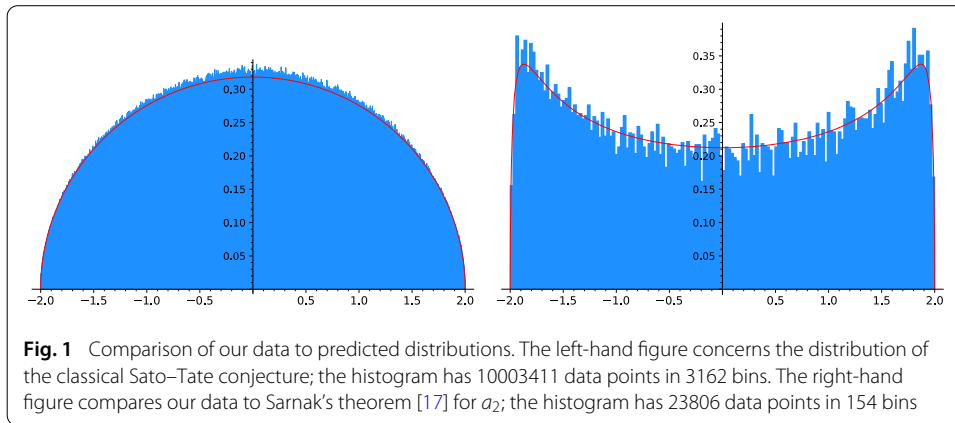 0.30
0.25
0.20
0.15
0.10
0.05
−2.0 −1.5 −1.0 −0.5 0.5 1.0 1.5 2.0
0.35
0.30
0.25
0.20
0.15
0.10
0.05
−2.0 −1.5 −1.0 −0.5 0.5 1.0 1.5 2.0
Fig. 1 Comparison of our data to predicted distributions. The left-hand figure concerns the distribution of
the classical Sato–Tate conjecture; the histogram has 10003411 data points in 3162 bins. The right-hand
figure compares our data to Sarnak's theorem [17] for a₂; the histogram has 23806 data points in 154 bins